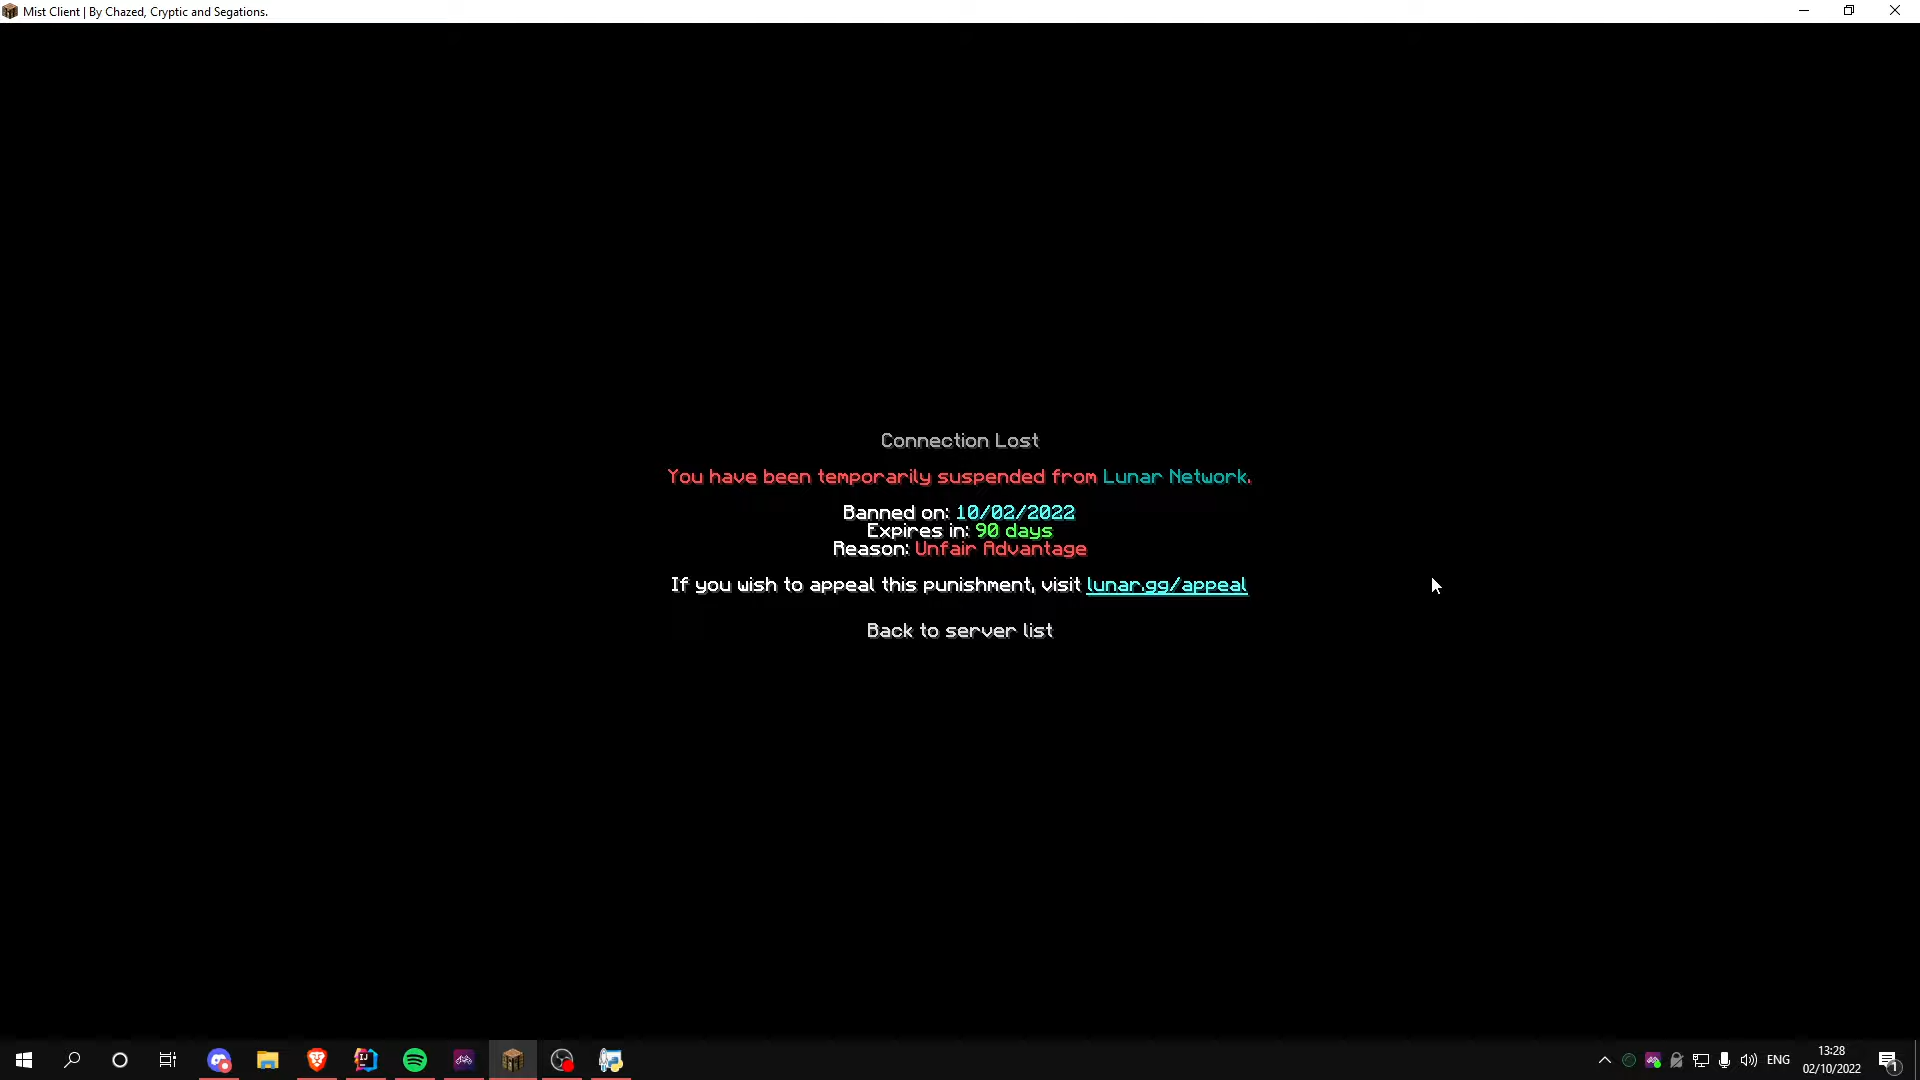 Mist Client | By Chazed, Cryptic and Segations.
Connection Lost
You have been temporarily suspended from Lunar Network.
Banned on: 10/02/2022
Expires in: 90 days
Reason: Unfair Advantage
If you wish to appeal this punishment, visit lunar.gg/appeal
Back to server list
ENG
13:28
02/10/2022
1